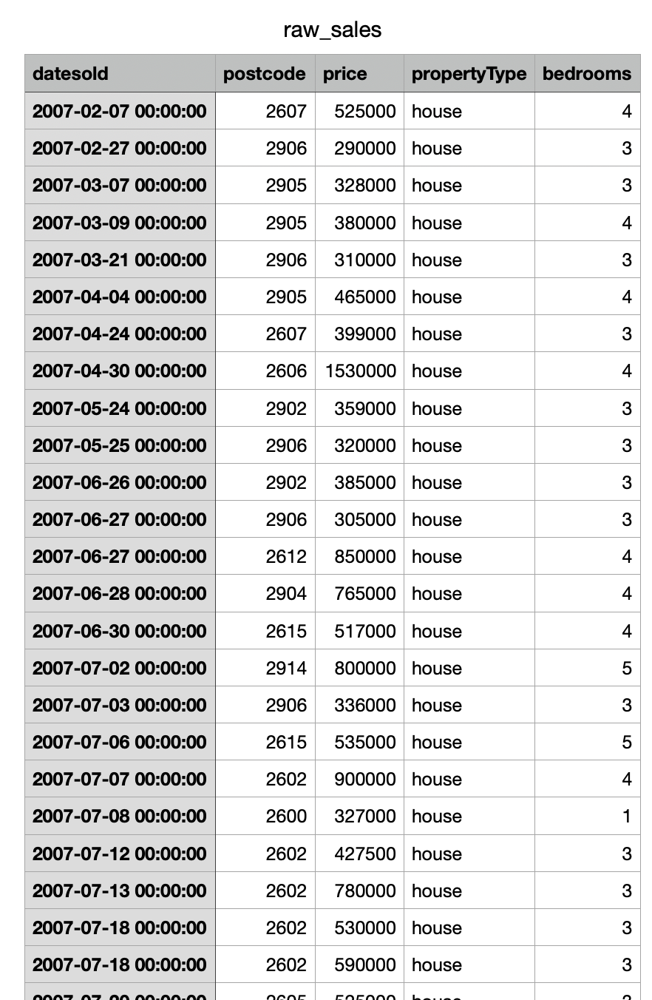 raw_sales
datesold postcode price propertyType bedrooms
2007-02-07 00:00:00 2607 525000 house 4
2007-02-27 00:00:00 2906 290000 house 3
2007-03-07 00:00:00 2905 328000 house 3
2007-03-09 00:00:00 2905 380000 house 4
2007-03-21 00:00:00 2906 310000 house 3
2007-04-04 00:00:00 2905 465000 house 4
2007-04-24 00:00:00 2607 399000 house 3
2007-04-30 00:00:00 2606 1530000 house 4
2007-05-24 00:00:00 2902 359000 house 3
2007-05-25 00:00:00 2906 320000 house 3
2007-06-26 00:00:00 2902 385000 house 3
2007-06-27 00:00:00 2906 305000 house 3
2007-06-27 00:00:00 2612 850000 house 4
2007-06-28 00:00:00 2904 765000 house 4
2007-06-30 00:00:00 2615 517000 house 4
2007-07-02 00:00:00 2914 800000 house 5
2007-07-03 00:00:00 2906 336000 house 3
2007-07-06 00:00:00 2615 535000 house 5
2007-07-07 00:00:00 2602 900000 house 4
2007-07-08 00:00:00 2600 327000 house 1
2007-07-12 00:00:00 2602 427500 house 3
2007-07-13 00:00:00 2602 780000 house 3
2007-07-18 00:00:00 2602 530000 house 3
2007-07-18 00:00:00 2602 590000 house 3